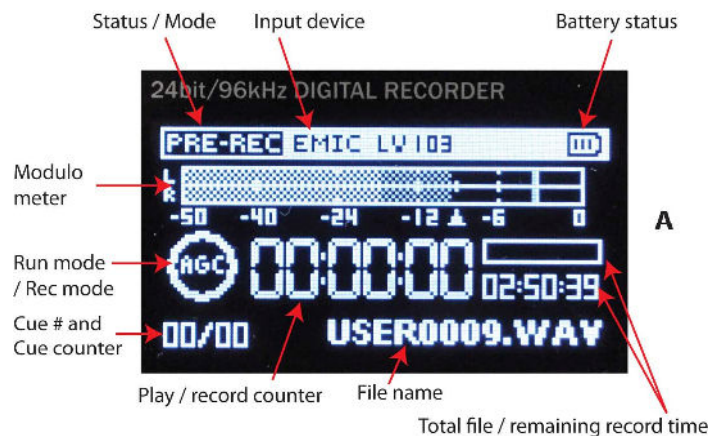 Status / Mode
Input device
Battery status
24bit/96kHz DIGITAL RECORDER
PRE-REC EMIC LV103
Modulo meter
L
R
-50 -40 -24 -12 -6 0
A
Run mode / Rec mode
AGC
00:00:00
02:50:39
Cue # and Cue counter
00/00
USER0009.WAV
Play / record counter
File name
Total file / remaining record time